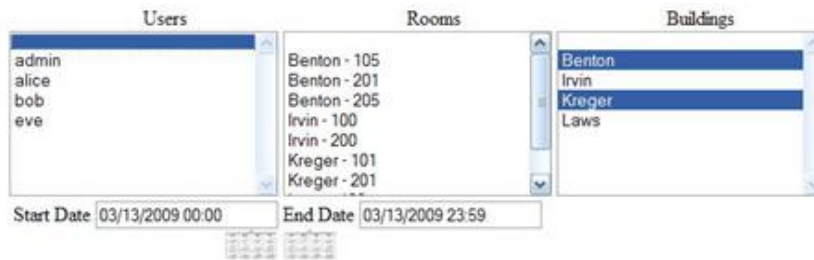 Users
Rooms
Buildings
admin
alice
bob
eve
Benton - 105
Benton - 201
Benton - 205
Irvin - 100
Irvin - 200
Kreger - 101
Kreger - 201
Benton
Irvin
Kreger
Laws
Start Date 03/13/2009 00:00
End Date 03/13/2009 23:59